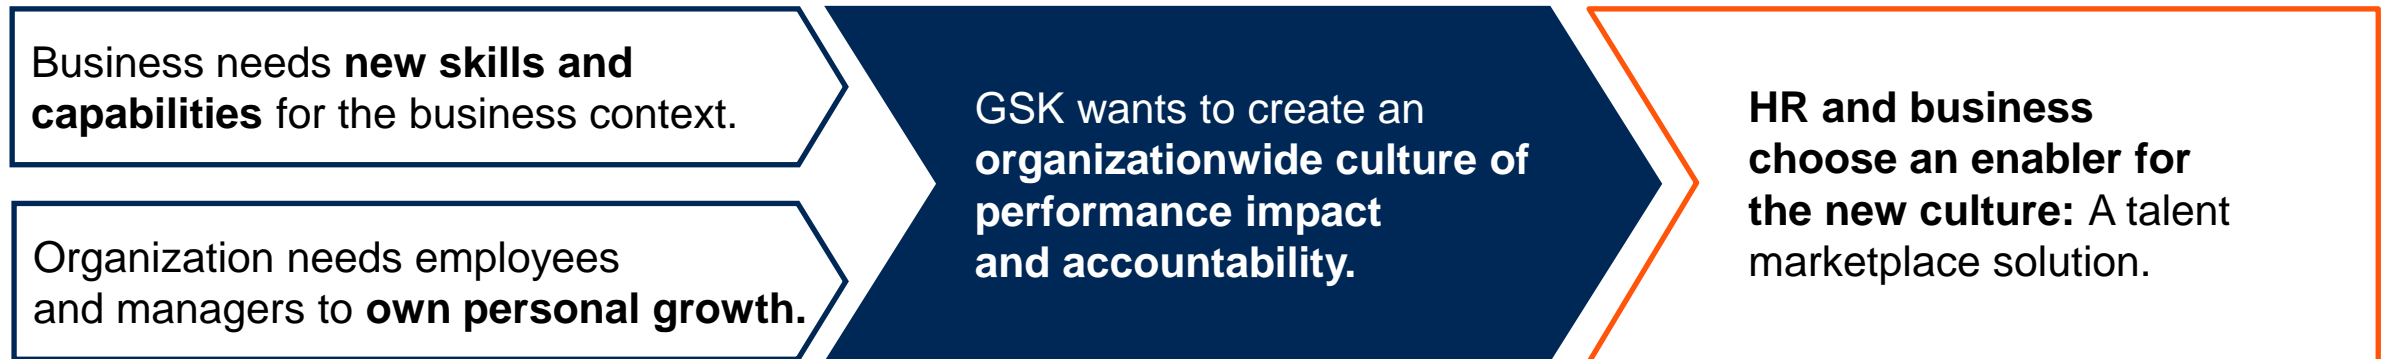 Business needs new skills and
capabilities for the business context.
Organization needs employees
and managers to own personal growth.
GSK wants to create an
organizationwide culture of
performance impact
and accountability.
HR and business
choose an enabler for
the new culture: A talent
marketplace solution.